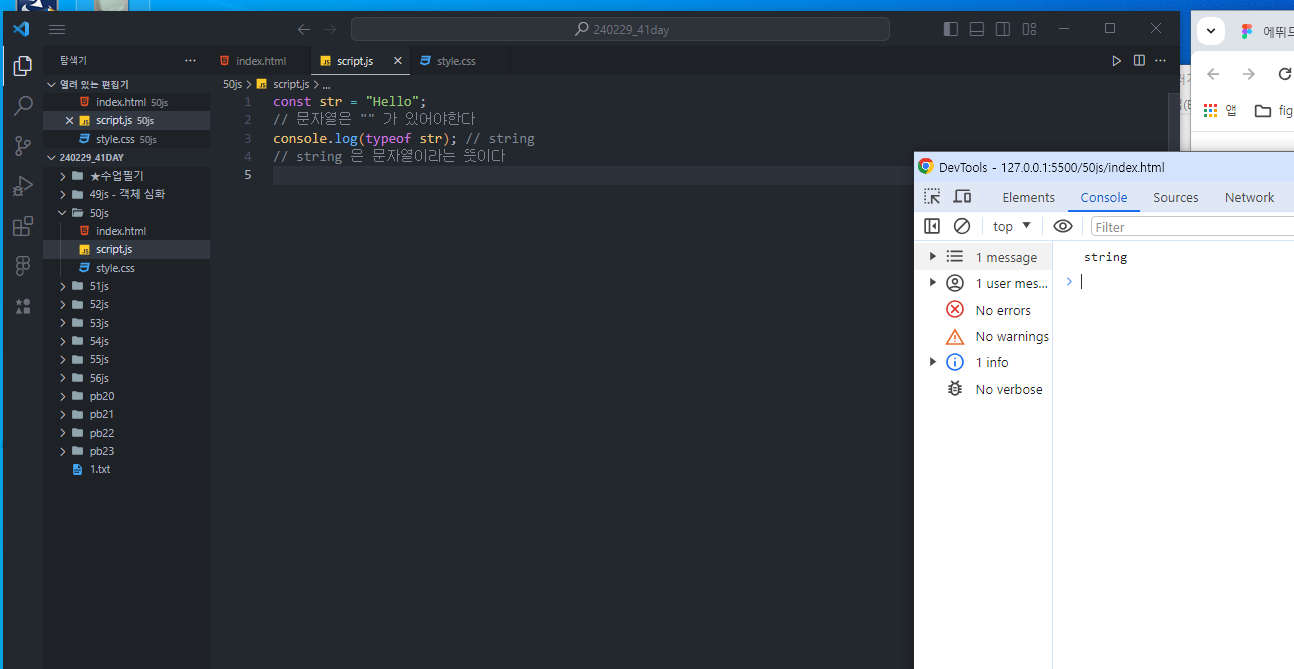 240229_41day
탐색기 ···
index.html
script.js
style.css
에뛰드
열려 있는 편집기
index.html 50js
script.js 50js
style.css 50js
50js > script.js > ...
1 const str = "Hello";
2 // 문자열은 "" 가 있어야한다
3 console.log(typeof str); // string
4 // string 은 문자열이라는 뜻이다
5
240229_41DAY
★수업필기
49js - 객체 심화
50js
index.html
script.js
style.css
51js
52js
53js
54js
55js
56js
pb20
pb21
pb22
pb23
1.txt
앱
fig
DevTools - 127.0.0.1:5500/50js/index.html
Elements Console Sources Network
top
Filter
1 message
1 user mes...
No errors
No warnings
1 info
No verbose
string